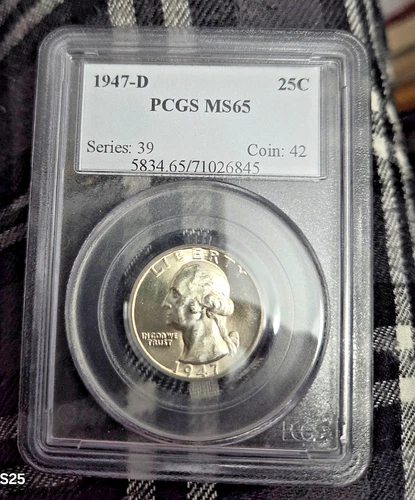 1947-D 25C
PCGS MS65
Series: 39 Coin: 42
5834.65/71026845
LIBERTY
IN GOD WE
TRUST
1947
PCGS
S25